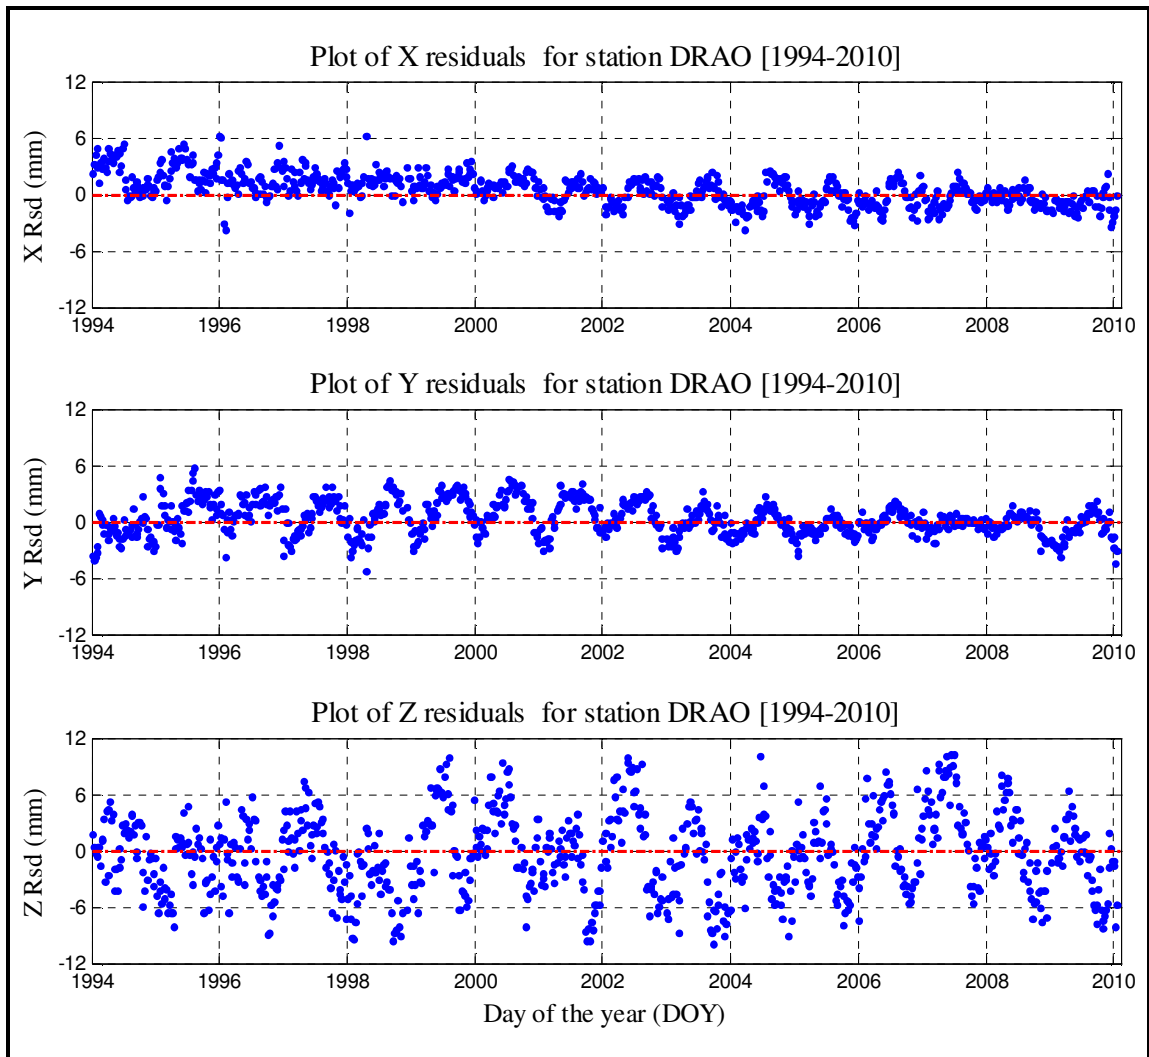 Plot of X residuals for station DRAO [1994-2010]
12
6
0
-6
-12
X Rsd (mm)
1994 1996 1998 2000 2002 2004 2006 2008 2010
Plot of Y residuals for station DRAO [1994-2010]
12
6
0
-6
-12
Y Rsd (mm)
1994 1996 1998 2000 2002 2004 2006 2008 2010
Plot of Z residuals for station DRAO [1994-2010]
12
6
0
-6
-12
Z Rsd (mm)
1994 1996 1998 2000 2002 2004 2006 2008 2010
Day of the year (DOY)